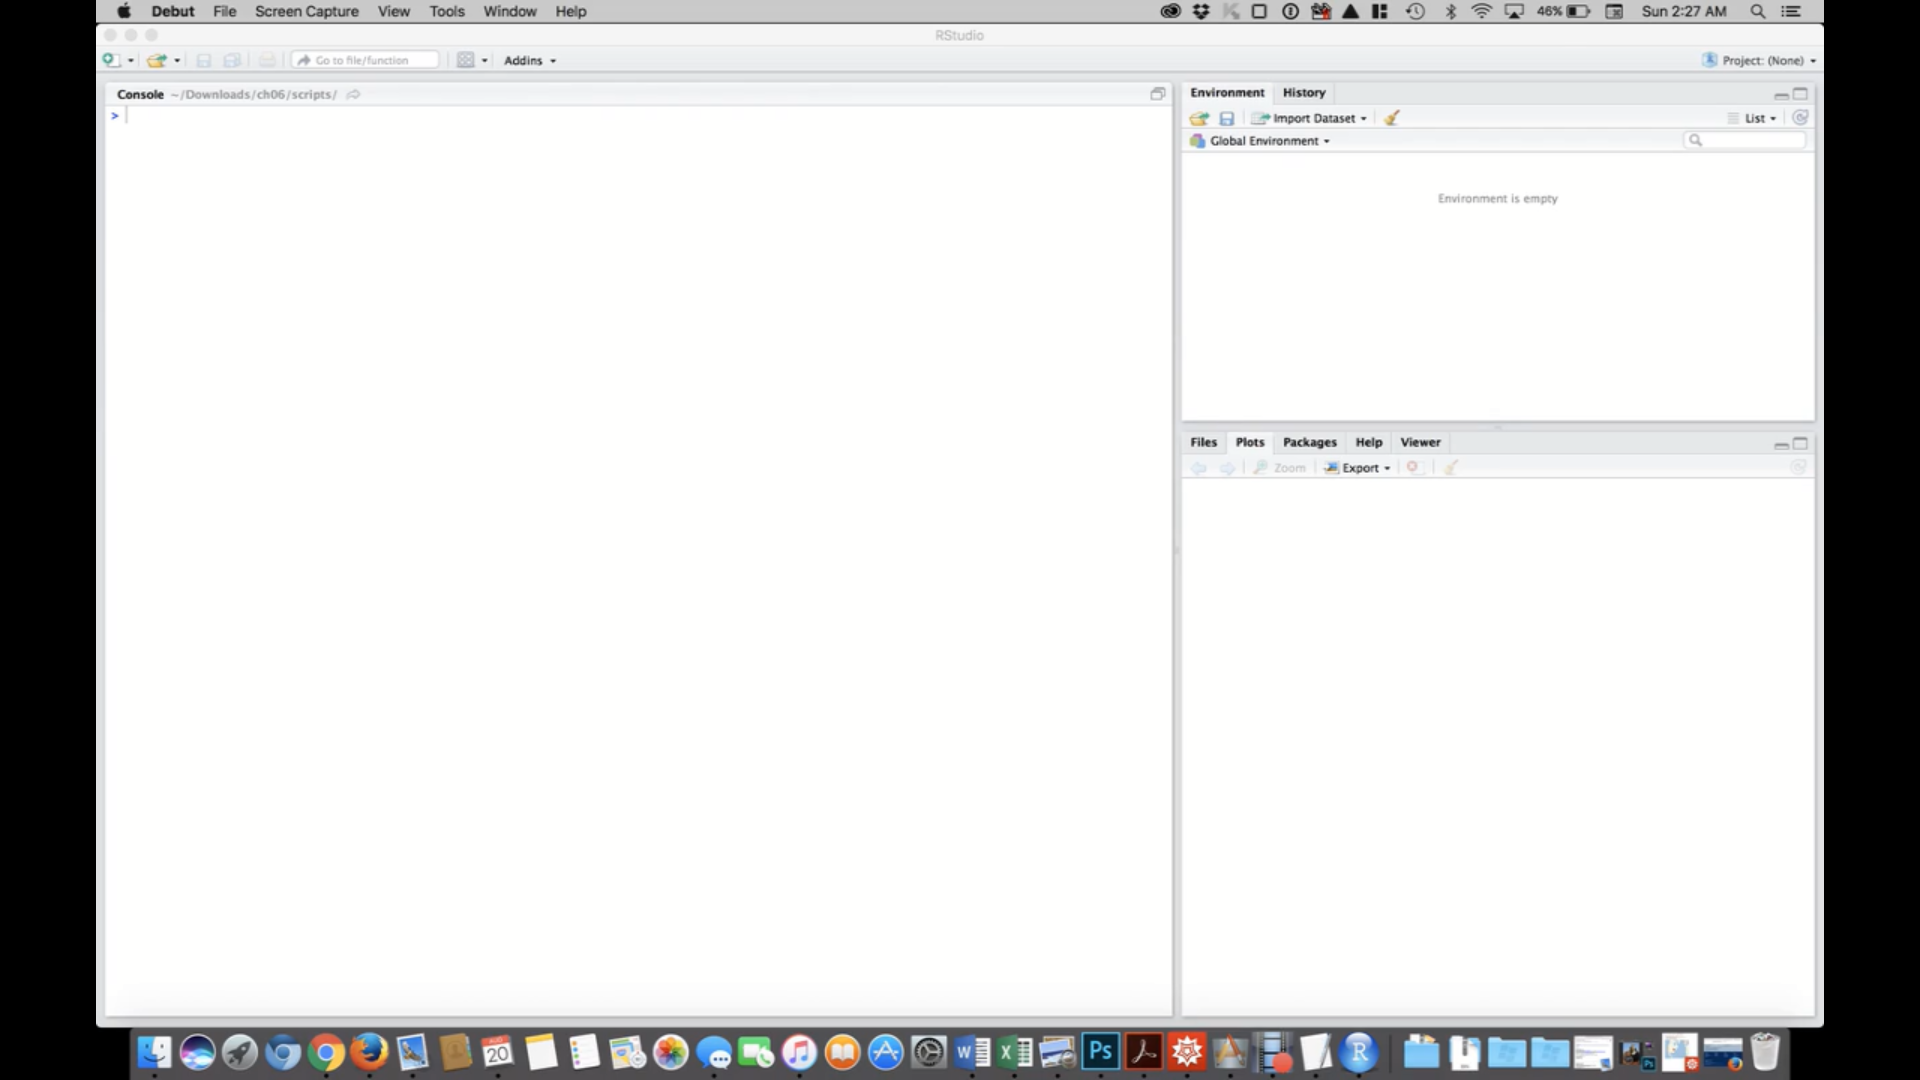 Debut File Screen Capture View Tools Window Help 46% Sun 2:27 AM
RStudio
Go to file/function Addins Project: (None)
Console ~/Downloads/ch06/scripts/
>
Environment History
Import Dataset List
Global Environment
Environment is empty
Files Plots Packages Help Viewer
Zoom Export
20
W X Ps R